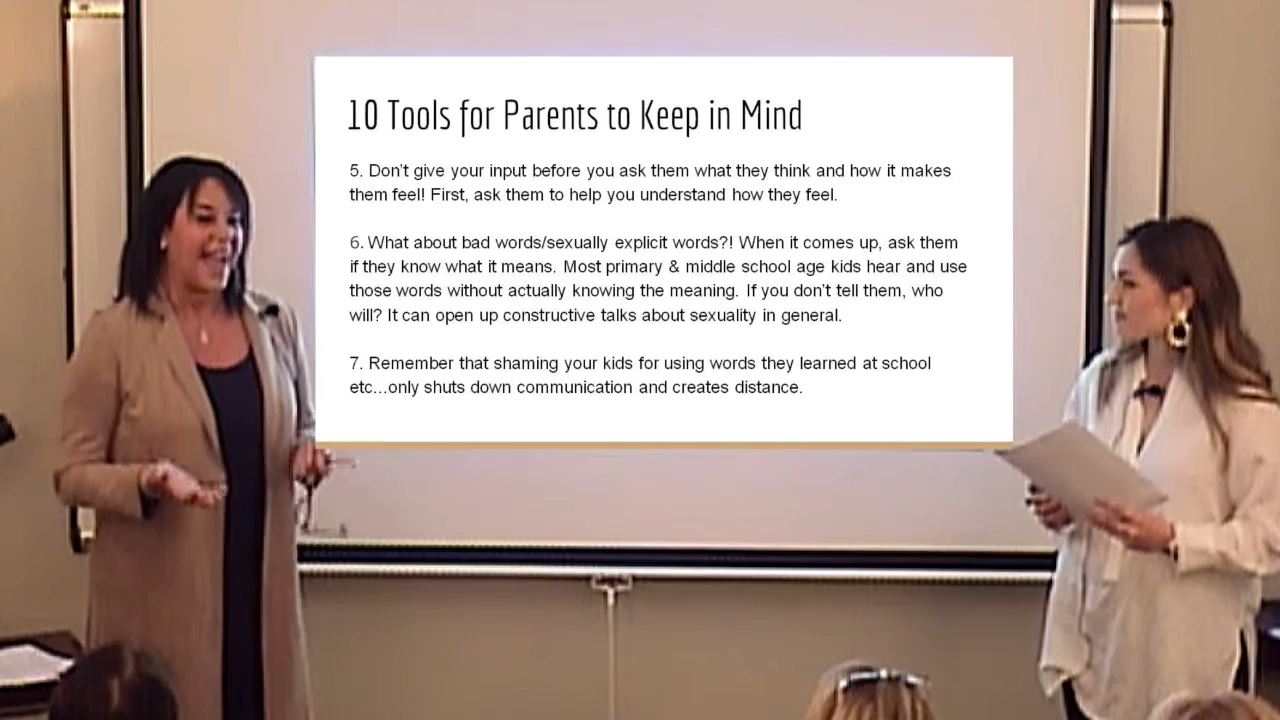 10 Tools for Parents to Keep in Mind
5. Don't give your input before you ask them what they think and how it makes
them feel! First, ask them to help you understand how they feel.
6. What about bad words/sexually explicit words?! When it comes up, ask them
if they know what it means. Most primary & middle school age kids hear and use
those words without actually knowing the meaning. If you don't tell them, who
will? It can open up constructive talks about sexuality in general.
7. Remember that shaming your kids for using words they learned at school
etc...only shuts down communication and creates distance.